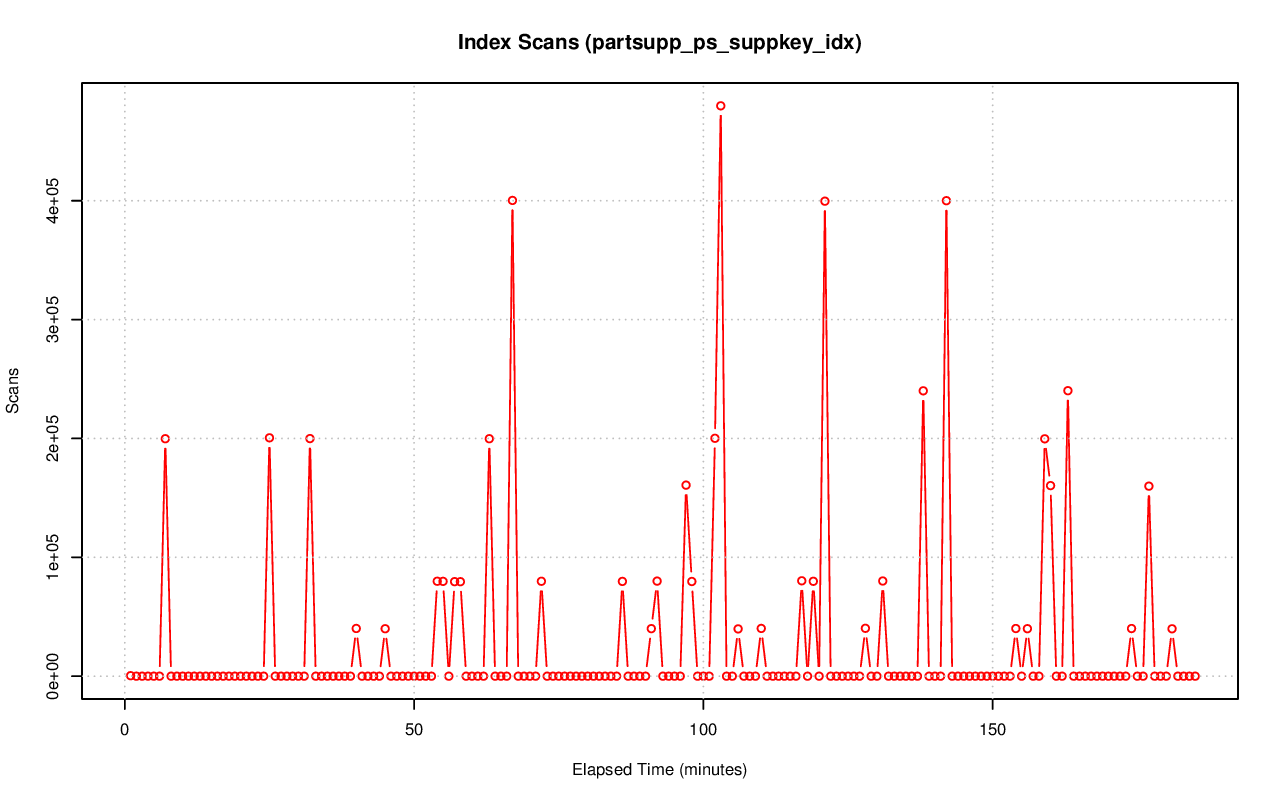 Index Scans (partsupp_ps_suppkey_idx)
Scans
4e+05
3e+05
2e+05
1e+05
0e+00
0 50 100 150
Elapsed Time (minutes)